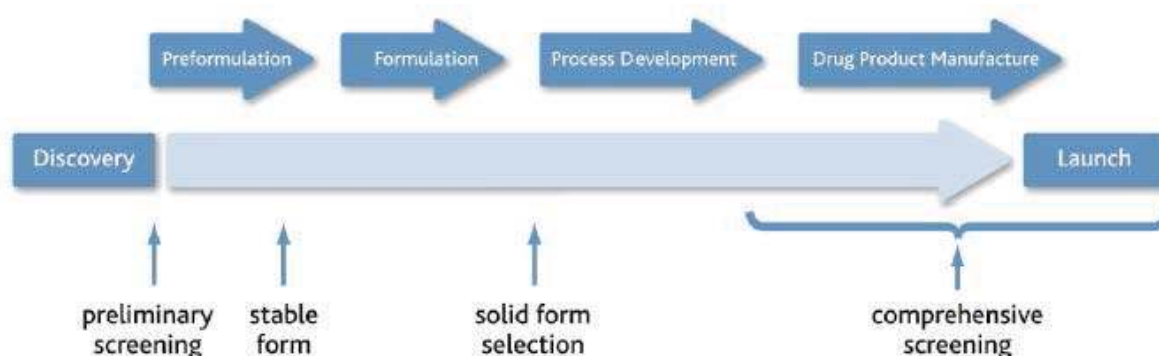 Preformulation
Formulation
Process Development
Drug Product Manufacture
Discovery
Launch
preliminary
screening
stable
form
solid form
selection
comprehensive
screening